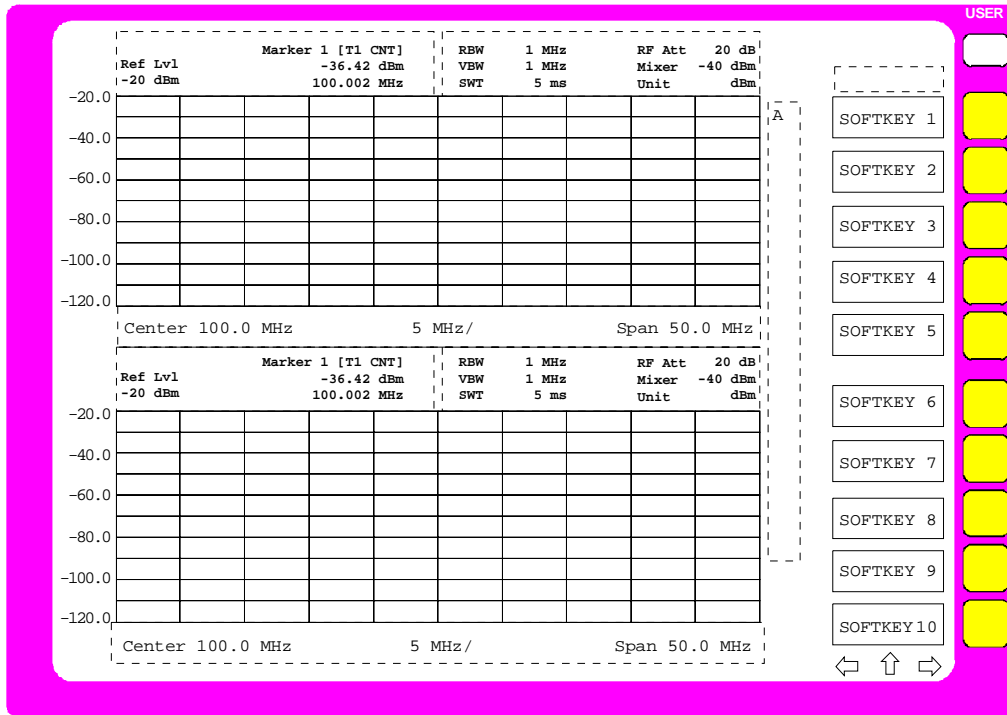 USER
Marker 1 [T1 CNT] RBW 1 MHz RF Att 20 dB
Ref Lvl -36.42 dBm VBW 1 MHz Mixer -40 dBm
-20 dBm 100.002 MHz SWT 5 ms Unit dBm
-20.0
-40.0
-60.0
-80.0
-100.0
-120.0
Center 100.0 MHz 5 MHz/ Span 50.0 MHz
Marker 1 [T1 CNT] RBW 1 MHz RF Att 20 dB
Ref Lvl -36.42 dBm VBW 1 MHz Mixer -40 dBm
-20 dBm 100.002 MHz SWT 5 ms Unit dBm
-20.0
-40.0
-60.0
-80.0
-100.0
-120.0
Center 100.0 MHz 5 MHz/ Span 50.0 MHz
A
SOFTKEY 1
SOFTKEY 2
SOFTKEY 3
SOFTKEY 4
SOFTKEY 5
SOFTKEY 6
SOFTKEY 7
SOFTKEY 8
SOFTKEY 9
SOFTKEY 10